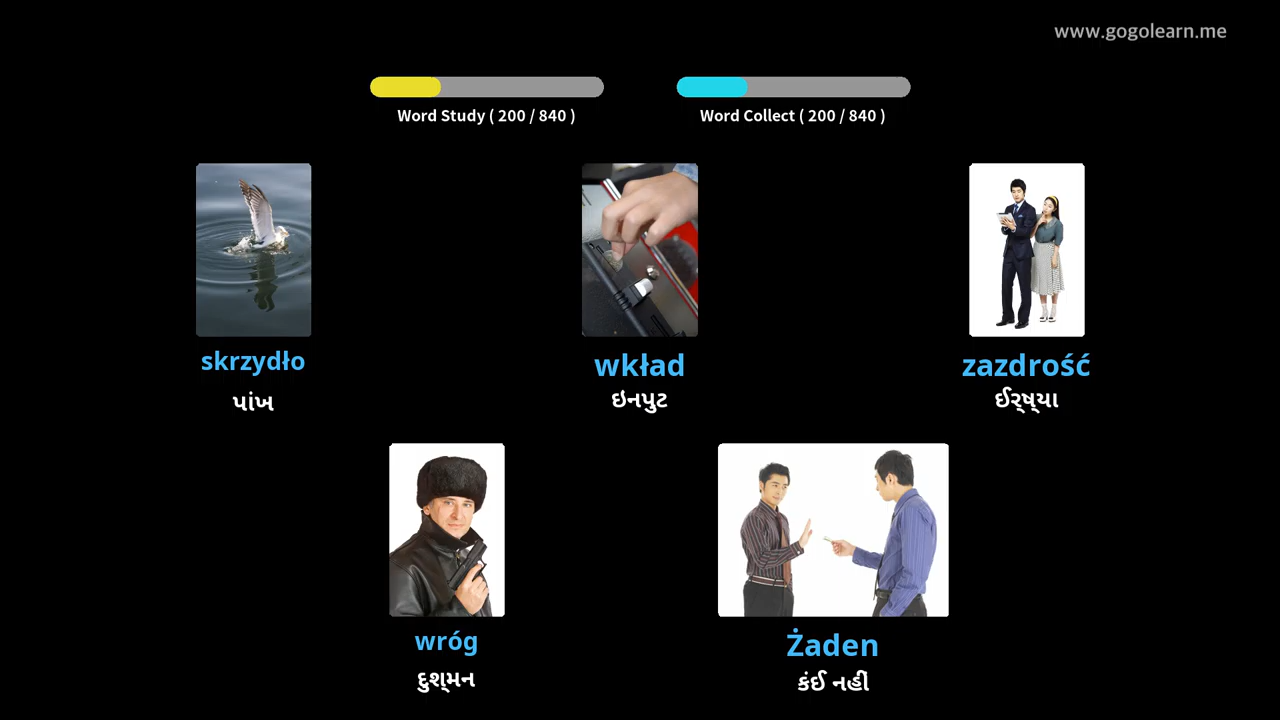 www.gogolearn.me
Word Study ( 200 / 840 )
Word Collect ( 200 / 840 )
skrzydło
પાંખ
wkład
ઇનપુટ
zazdrość
ઈર્ષ્યા
wróg
દુશ્મન
Żaden
કંઈ નહીં